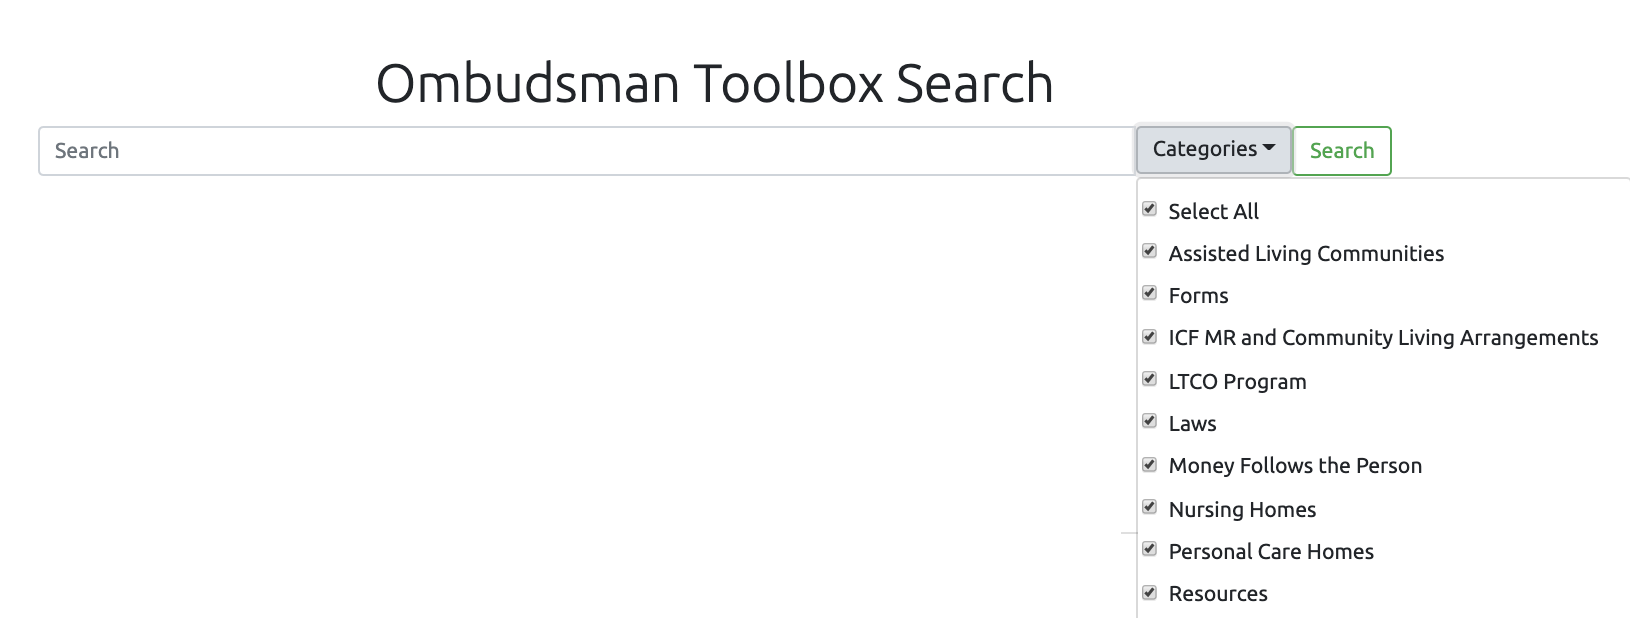 Ombudsman Toolbox Search
Search Categories Search
Select All
Assisted Living Communities
Forms
ICF MR and Community Living Arrangements
LTCO Program
Laws
Money Follows the Person
Nursing Homes
Personal Care Homes
Resources